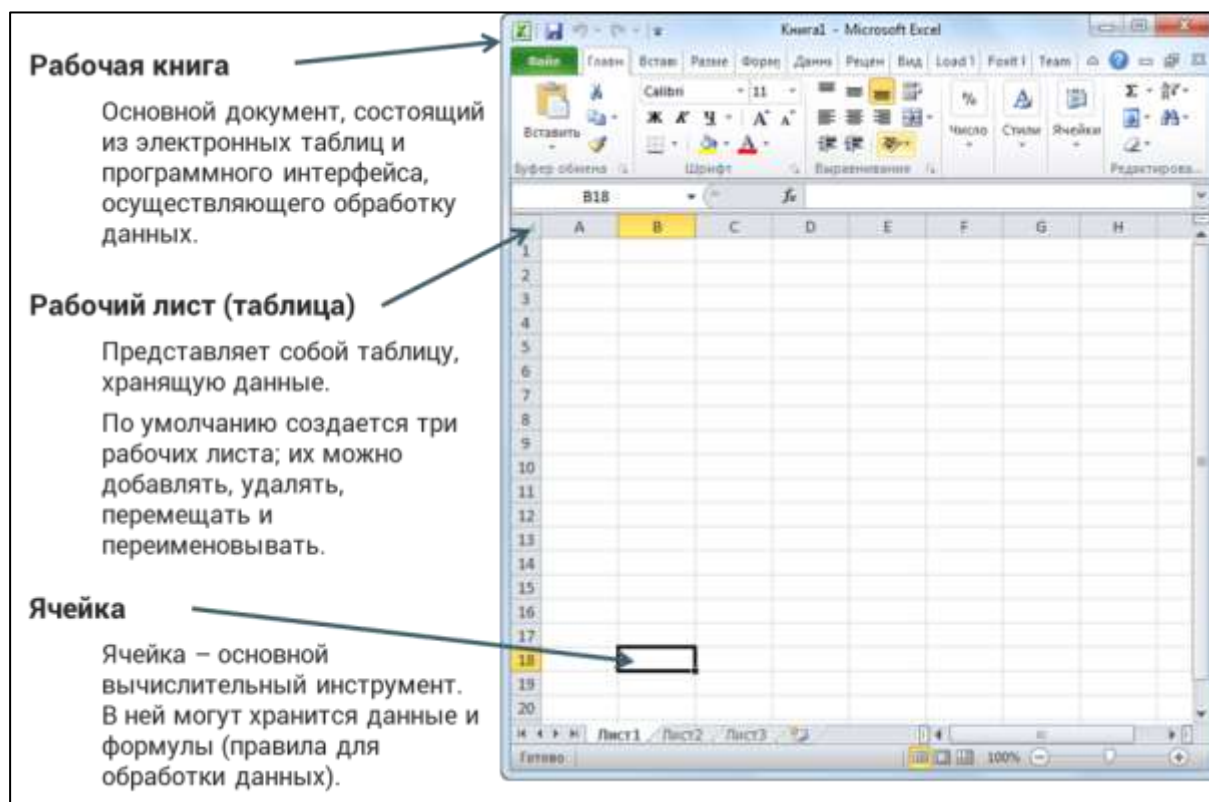 Рабочая книга
Основной документ, состоящий
из электронных таблиц и
программного интерфейса,
осуществляющего обработку
данных.
Рабочий лист (таблица)
Представляет собой таблицу,
хранящую данные.
По умолчанию создается три
рабочих листа; их можно
добавлять, удалять,
перемещать и
переименовывать.
Ячейка
Ячейка – основной
вычислительный инструмент.
В ней могут хранится данные и
формулы (правила для
обработки данных).
Книга1 - Microsoft Excel
Файл Главн Встав Разме Форму Данны Рецен Вид Load T Foxit I Team
Calibri 11
Вставить Ж К Ч % Число Стили Ячейки Σ
Буфер обмена Шрифт Выравнивание Редактирова...
B18 fx
A B C D E F G H
1
2
3
4
5
6
7
8
9
10
11
12
13
14
15
16
17
18
19
20
Лист1 Лист2 Лист3
Готово 100%